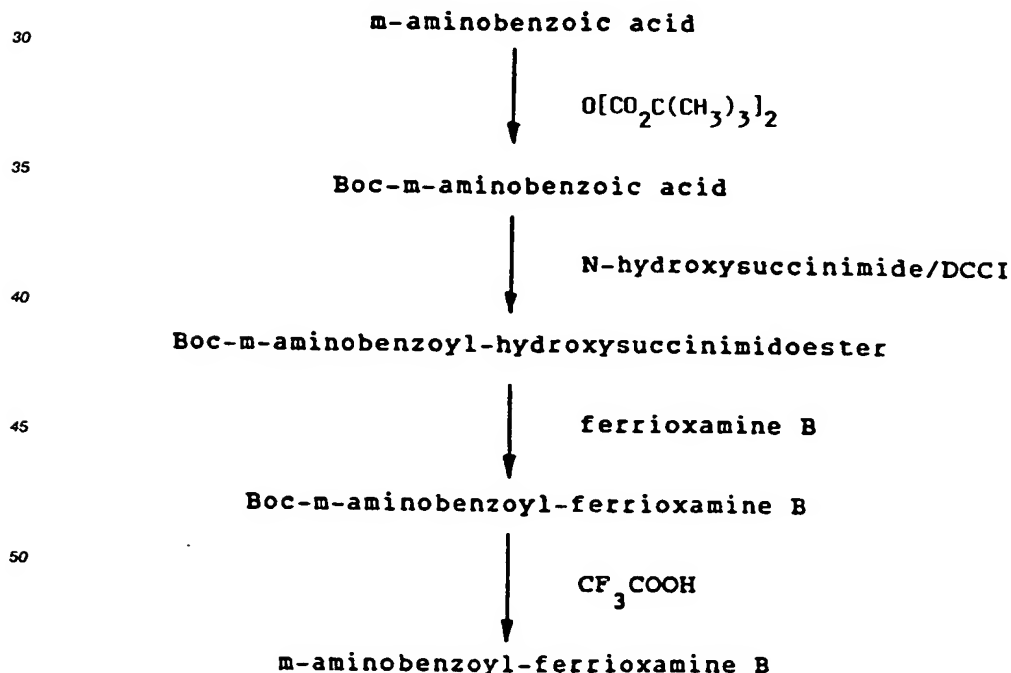 30
m-aminobenzoic acid
O[CO2C(CH3)3]2
35
Boc-m-aminobenzoic acid
N-hydroxysuccinimide/DCCI
40
Boc-m-aminobenzoyl-hydroxysuccinimidoester
45
ferrioxamine B
Boc-m-aminobenzoyl-ferrioxamine B
50
CF3COOH
m-aminobenzoyl-ferrioxamine B